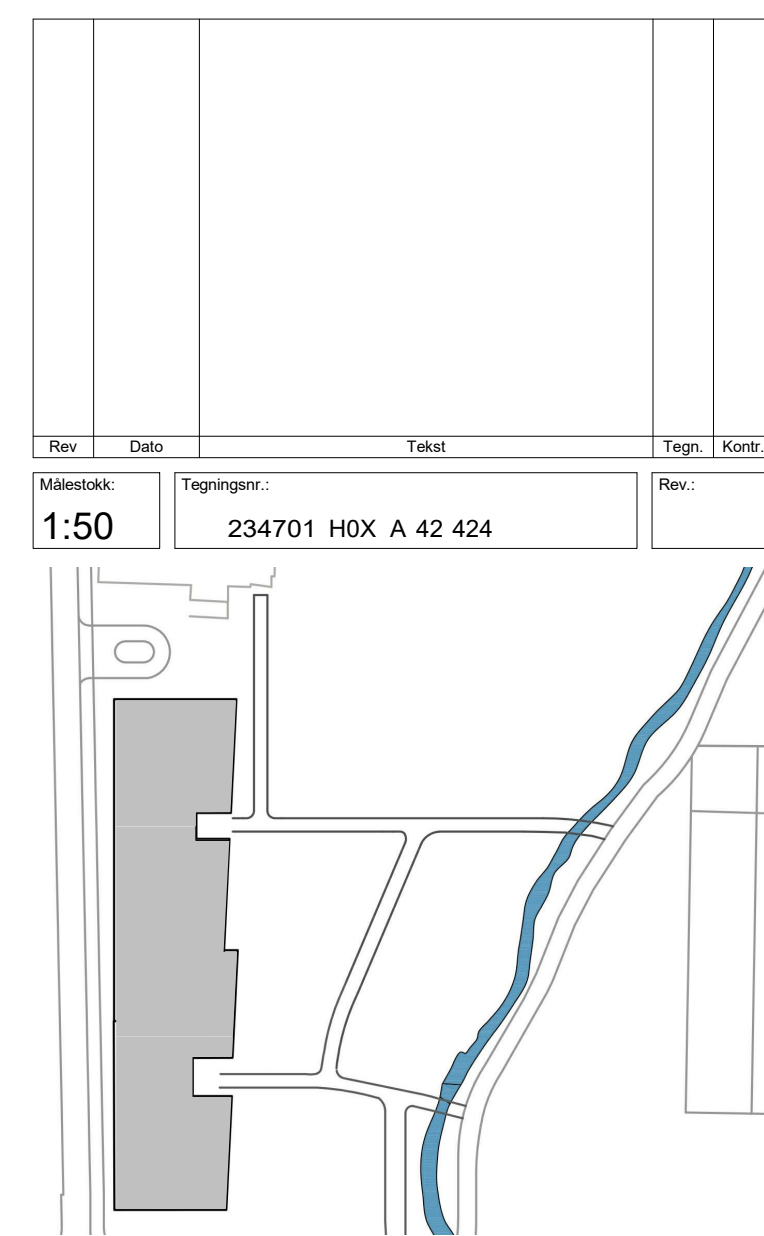 Rev Dato Tekst Tegn. Kontr.
Målestokk: Tegningsnr.: Rev.:
1:50 234701 H0X A 42 424